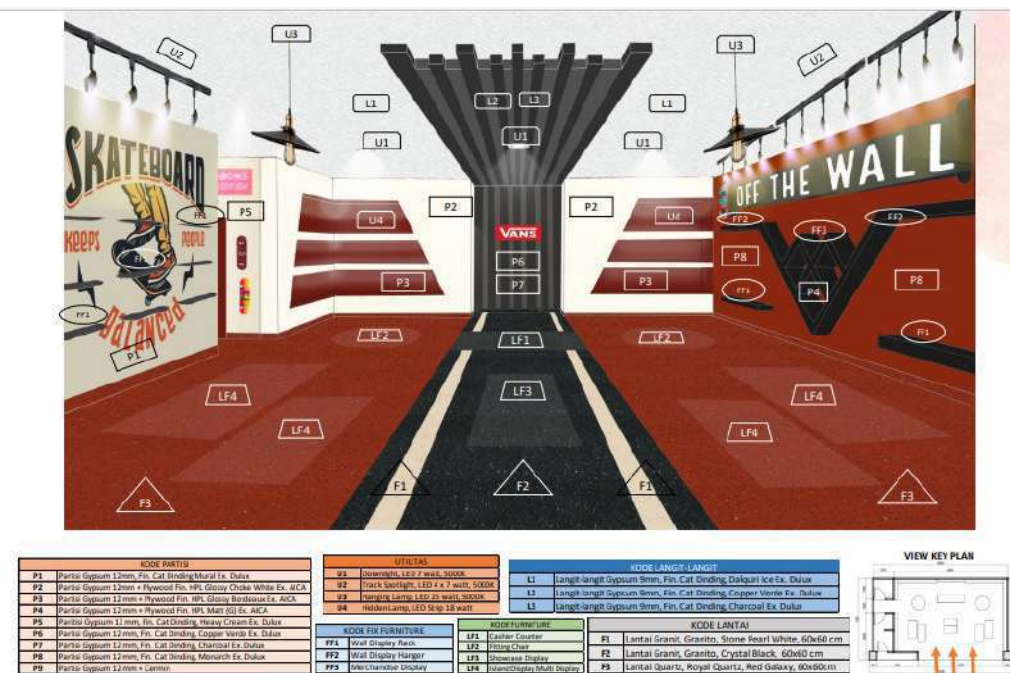 U2
U3
U3
U2
L1
L2
L3
L1
U1
U1
U1
SKATEBOARD
KEEPS
PEOPLE
Balanced
OFF THE WALL
VANS
FF1
P5
P2
P2
U4
U4
FF2
FF2
FF1
FF1
P6
P8
P3
P7
P3
P8
FF1
P4
FF1
FF1
P1
LF2
LF1
LF2
LF4
LF3
LF4
LF4
LF4
F3
F1
F2
F1
F3
KODE PARTISI
P1 Partisi Gypsum 12mm, Fin. Cat Dinding Mural Ex. Dulux
P2 Partisi Gypsum 12mm + Plywood Fin. HPL Glossy Choke White Ex. AICA
P3 Partisi Gypsum 12mm + Plywood Fin. HPL Glossy Bordeaux Ex. AICA
P4 Partisi Gypsum 12mm + Plywood Fin. HPL Matt (G) Ex. AICA
P5 Partisi Gypsum 12mm, Fin. Cat Dinding, Heavy Cream Ex. Dulux
P6 Partisi Gypsum 12mm, Fin. Cat Dinding, Copper Verde Ex. Dulux
P7 Partisi Gypsum 12mm, Fin. Cat Dinding, Charcoal Ex. Dulux
P8 Partisi Gypsum 12mm, Fin. Cat Dinding, Monarch Ex. Dulux
P9 Partisi Gypsum 12mm + Cermin
UTILITAS
U1 Downlight, LED 7 watt, 5000K
U2 Track Spotlight, LED 4 x 7 watt, 5000K
U3 Hanging Lamp, LED 25 watt, 5000K
U4 Hidden Lamp, LED Strip 18 watt
KODE FIX FURNITURE
FF1 Wall Display Rack
FF2 Wall Display Hanger
FF3 Merchandise Display
KODE FURNITURE
LF1 Cashier Counter
LF2 Fitting Chair
LF3 Showcase Display
LF4 Island Display Multi Display
KODE LANGIT-LANGIT
L1 Langit-langit Gypsum 9mm, Fin. Cat Dinding, Daiquiri Ice Ex. Dulux
L2 Langit-langit Gypsum 9mm, Fin. Cat Dinding, Copper Verde Ex. Dulux
L3 Langit-langit Gypsum 9mm, Fin. Cat Dinding, Charcoal Ex. Dulux
KODE LANTAI
F1 Lantai Granit, Granito, Stone Pearl White, 60x60 cm
F2 Lantai Granit, Granito, Crystal Black, 60x60 cm
F3 Lantai Quartz, Royal Quartz, Red Galaxy, 60x60cm
VIEW KEY PLAN